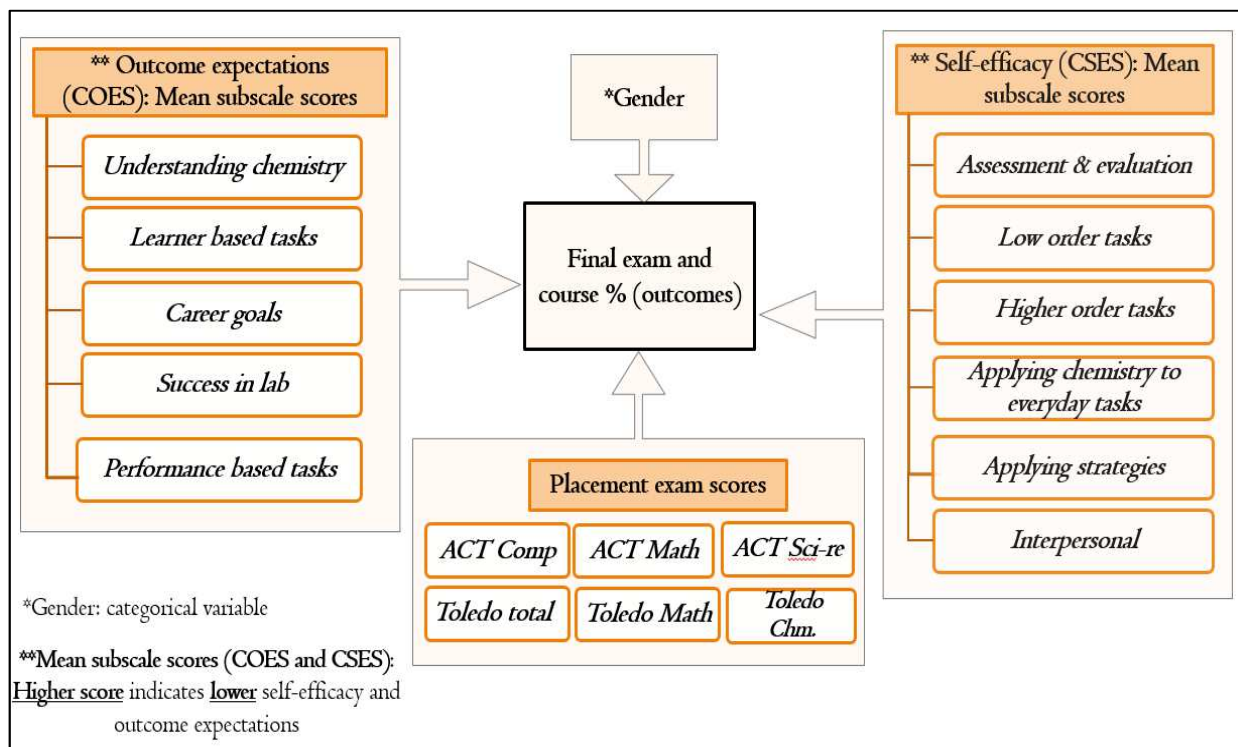 ** Outcome expectations
(COES): Mean subscale scores
Understanding chemistry
Learner based tasks
Career goals
Success in lab
Performance based tasks
*Gender
Final exam and
course % (outcomes)
** Self-efficacy (CSES): Mean
subscale scores
Assessment & evaluation
Low order tasks
Higher order tasks
Applying chemistry to
everyday tasks
Applying strategies
Interpersonal
Placement exam scores
ACT Comp
ACT Math
ACT Sci-re
Toledo total
Toledo Math
Toledo
Chm.
*Gender: categorical variable
**Mean subscale scores (COES and CSES):
Higher score indicates lower self-efficacy and
outcome expectations